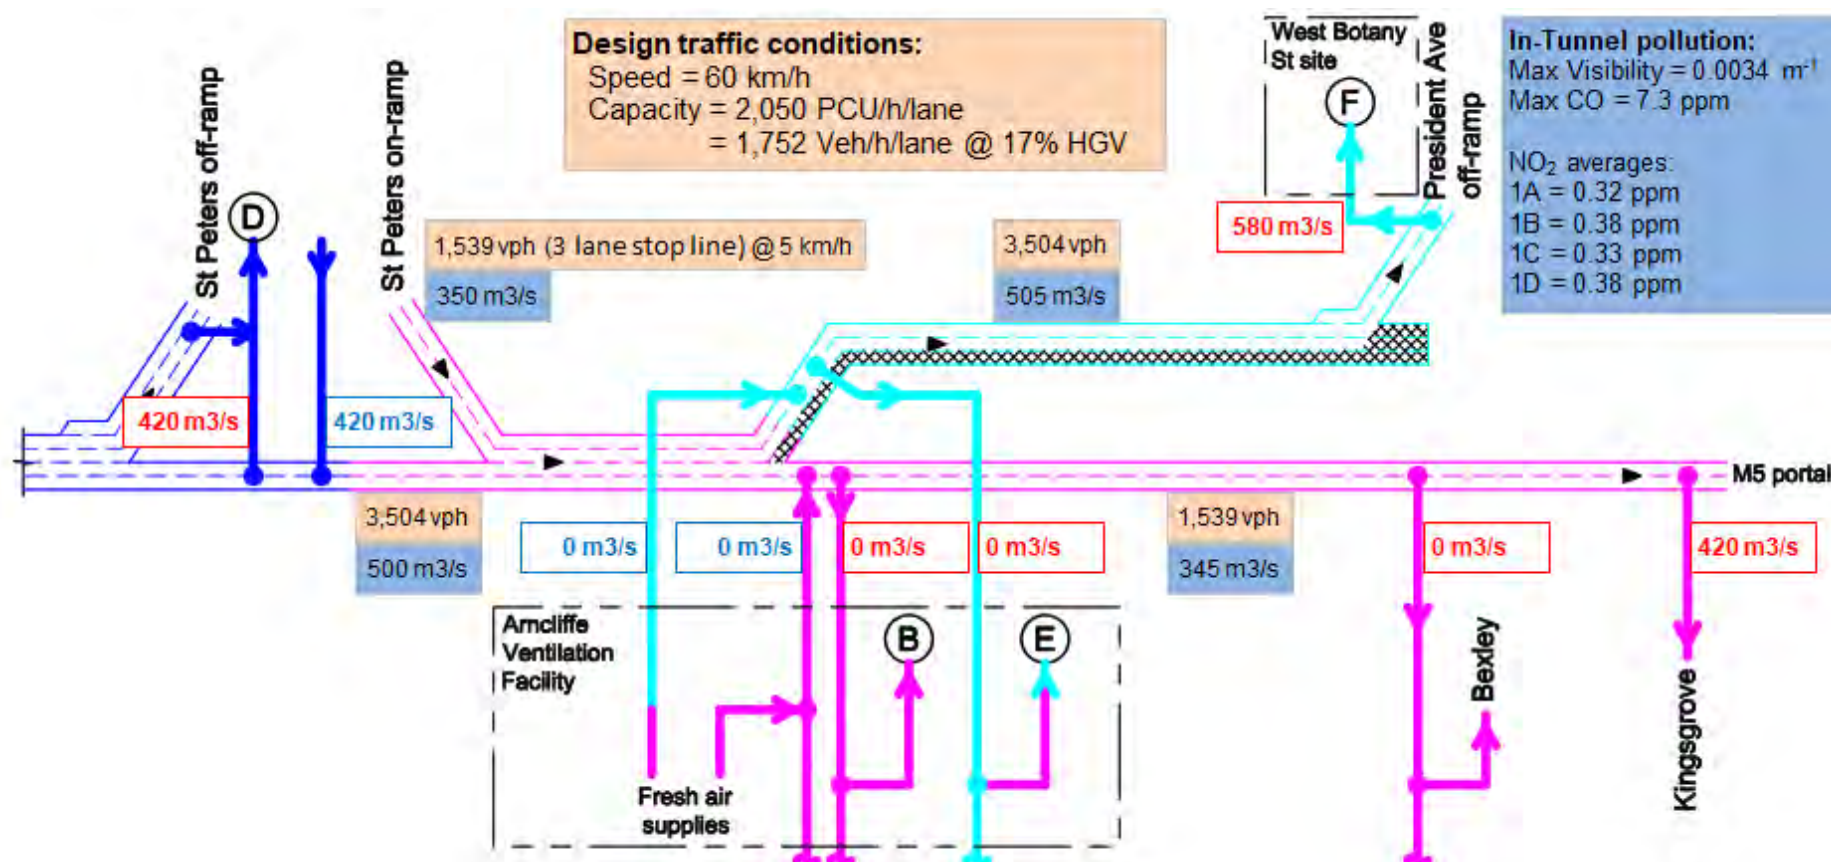 Design traffic conditions:
Speed = 60 km/h
Capacity = 2,050 PCU/h/lane
= 1,752 Veh/h/lane @ 17% HGV
West Botany
St site
F
President Ave
off-ramp
In-Tunnel pollution:
Max Visibility = 0.0034 m⁻¹
Max CO = 7.3 ppm
NO₂ averages:
1A = 0.32 ppm
1B = 0.38 ppm
1C = 0.33 ppm
1D = 0.38 ppm
St Peters off-ramp
D
St Peters on-ramp
1,539 vph (3 lane stop line) @ 5 km/h
350 m3/s
3,504 vph
505 m3/s
580 m3/s
420 m3/s
420 m3/s
M5 portal
3,504 vph
500 m3/s
0 m3/s
0 m3/s
0 m3/s
0 m3/s
1,539 vph
345 m3/s
0 m3/s
420 m3/s
Arncliffe
Ventilation
Facility
B
E
Fresh air
supplies
Bexley
Kingsgrove